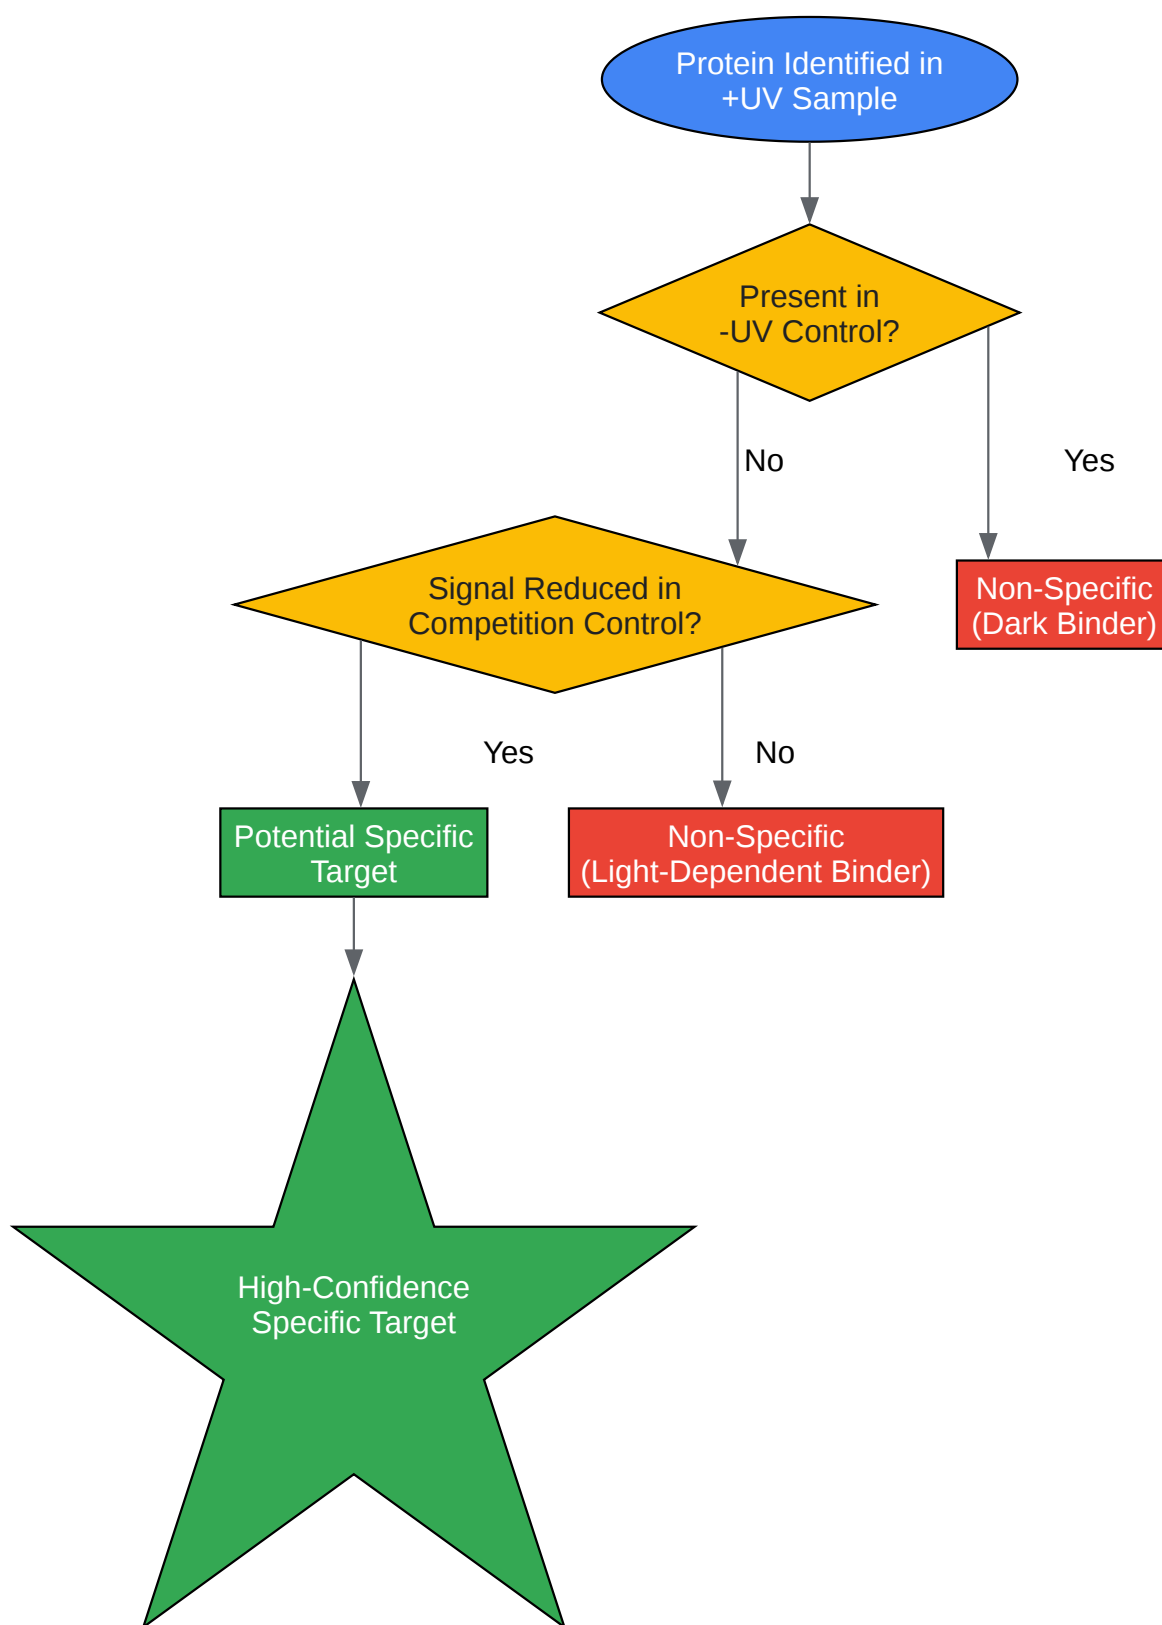 Protein Identified in
+UV Sample
Present in
-UV Control?
No
Yes
Signal Reduced in
Competition Control?
Non-Specific
(Dark Binder)
Yes
No
Potential Specific
Target
Non-Specific
(Light-Dependent Binder)
High-Confidence
Specific Target